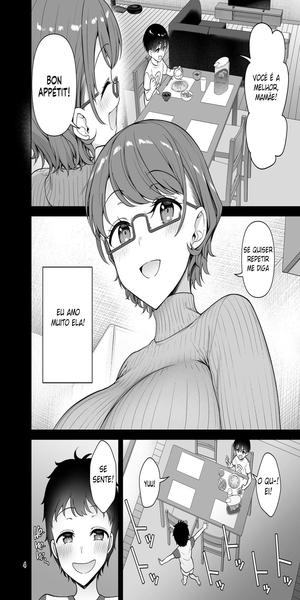 VOCÊ É A
MELHOR,
MAMÃE!
BON
APPÉTIT!
SE QUISER
REPETIR
ME DIGA
EU AMO
MUITO ELA!
O QU-!
EI!
YUU!
SE
SENTE!
4